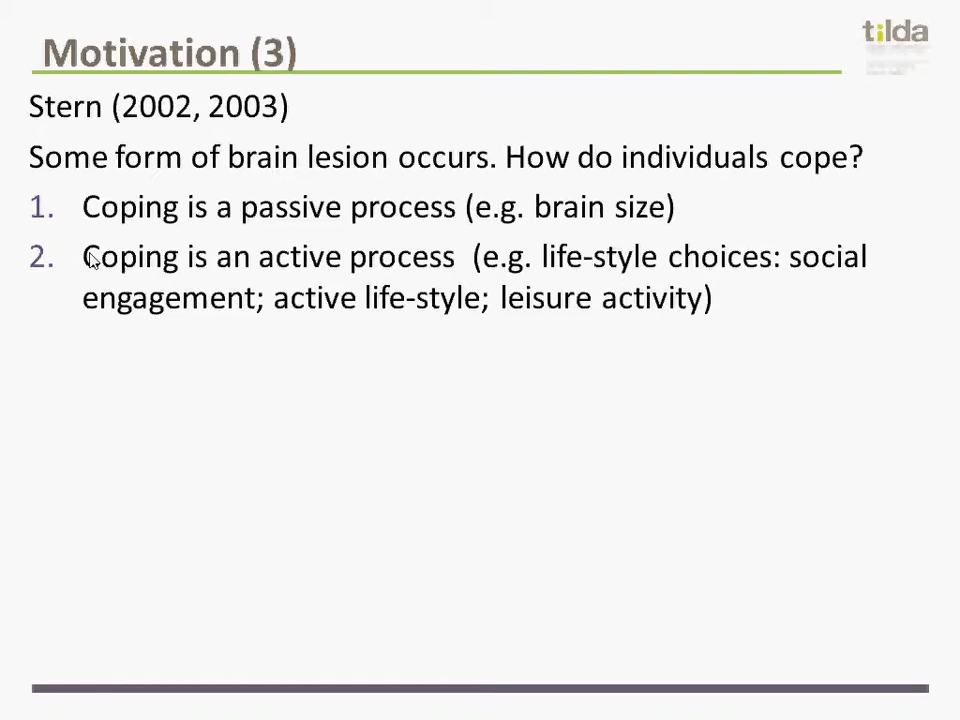 Motivation (3)
tilda
Stern (2002, 2003)
Some form of brain lesion occurs. How do individuals cope?
1. Coping is a passive process (e.g. brain size)
2. Coping is an active process (e.g. life-style choices: social
engagement; active life-style; leisure activity)